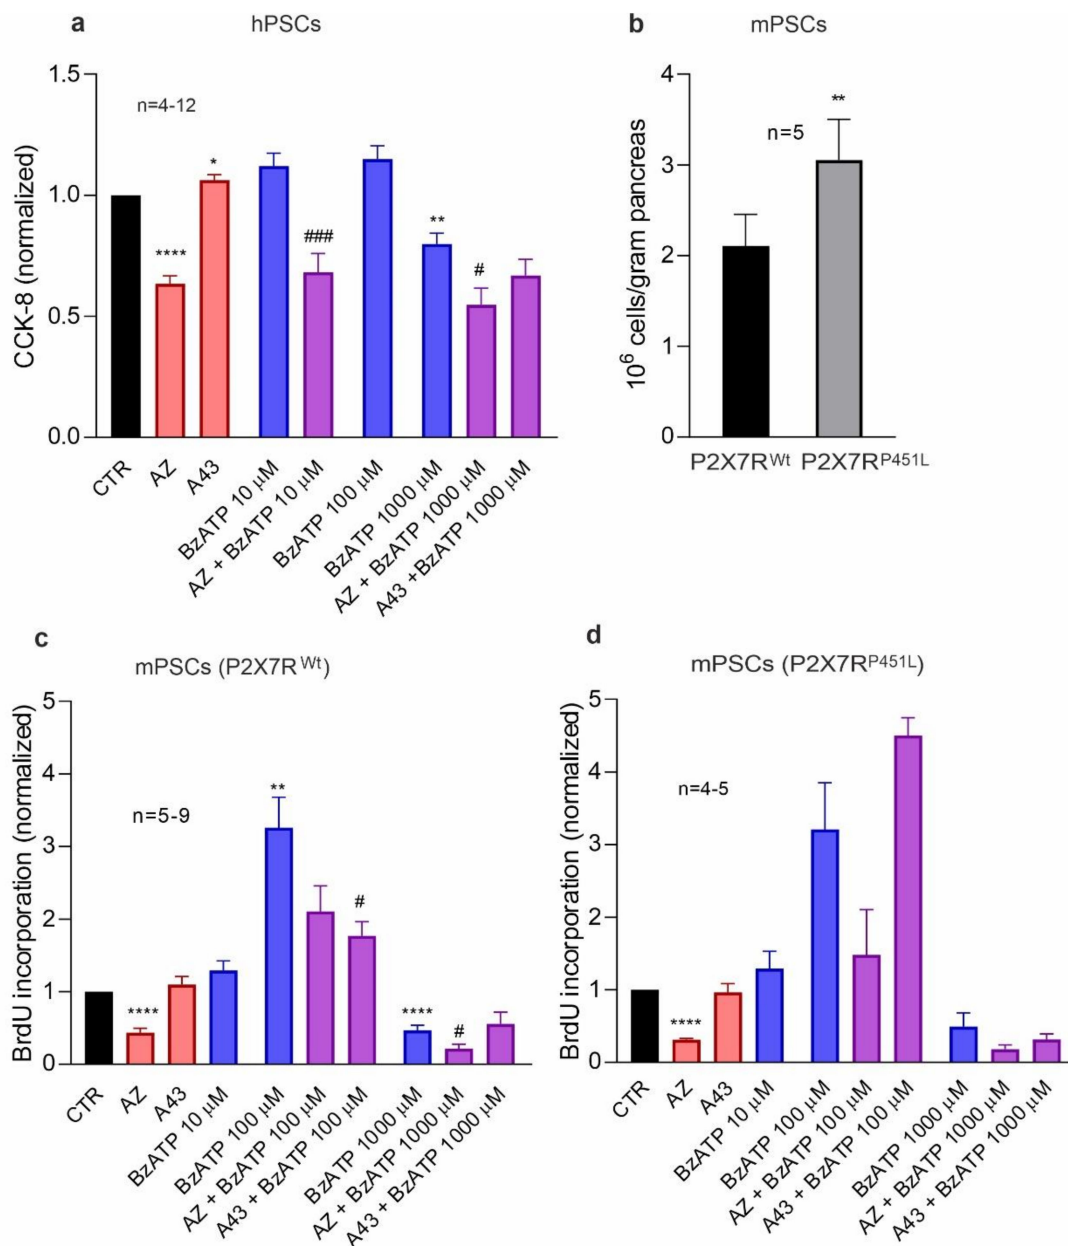 a
hPSCs
CCK-8 (normalized)
1.5
1.0
0.5
0.0
n=4-12
****
*
###
**
#
CTR
AZ
A43
BzATP 10 μM
AZ + BzATP 10 μM
BzATP 100 μM
BzATP 1000 μM
AZ + BzATP 1000 μM
A43 +BzATP 1000 μM
b
mPSCs
10⁶ cells/gram pancreas
4
3
2
1
0
n=5
**
P2X7R^Wt P2X7R^P451L
c
mPSCs (P2X7R^Wt)
BrdU incorporation (normalized)
5
4
3
2
1
0
n=5-9
****
**
#
****
#
CTR
AZ
A43
BzATP 10 μM
BzATP 100 μM
AZ + BzATP 100 μM
A43 + BzATP 100 μM
BzATP 1000 μM
AZ + BzATP 1000 μM
A43 + BzATP 1000 μM
d
mPSCs (P2X7R^P451L)
BrdU incorporation (normalized)
5
4
3
2
1
0
n=4-5
****
CTR
AZ
A43
BzATP 10 μM
BzATP 100 μM
AZ + BzATP 100 μM
A43 + BzATP 100 μM
BzATP 1000 μM
AZ + BzATP 1000 μM
A43 + BzATP 1000 μM